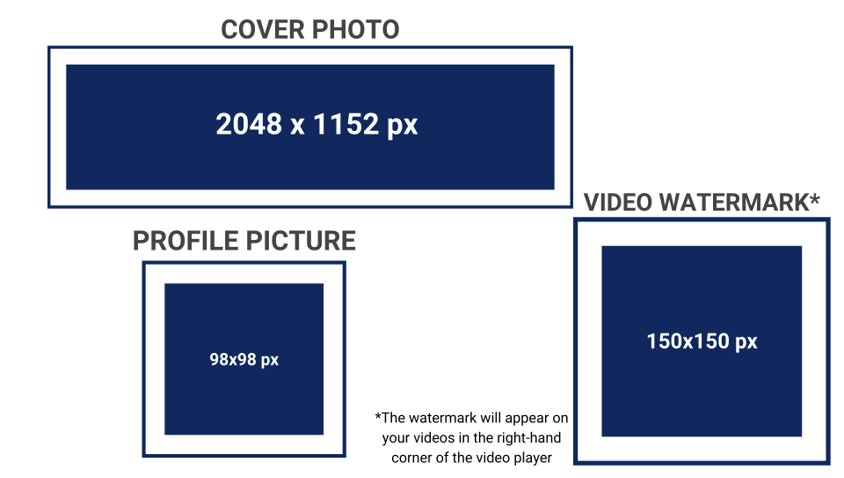 COVER PHOTO
2048 x 1152 px
VIDEO WATERMARK*
PROFILE PICTURE
150x150 px
98x98 px
*The watermark will appear on
your videos in the right-hand
corner of the video player